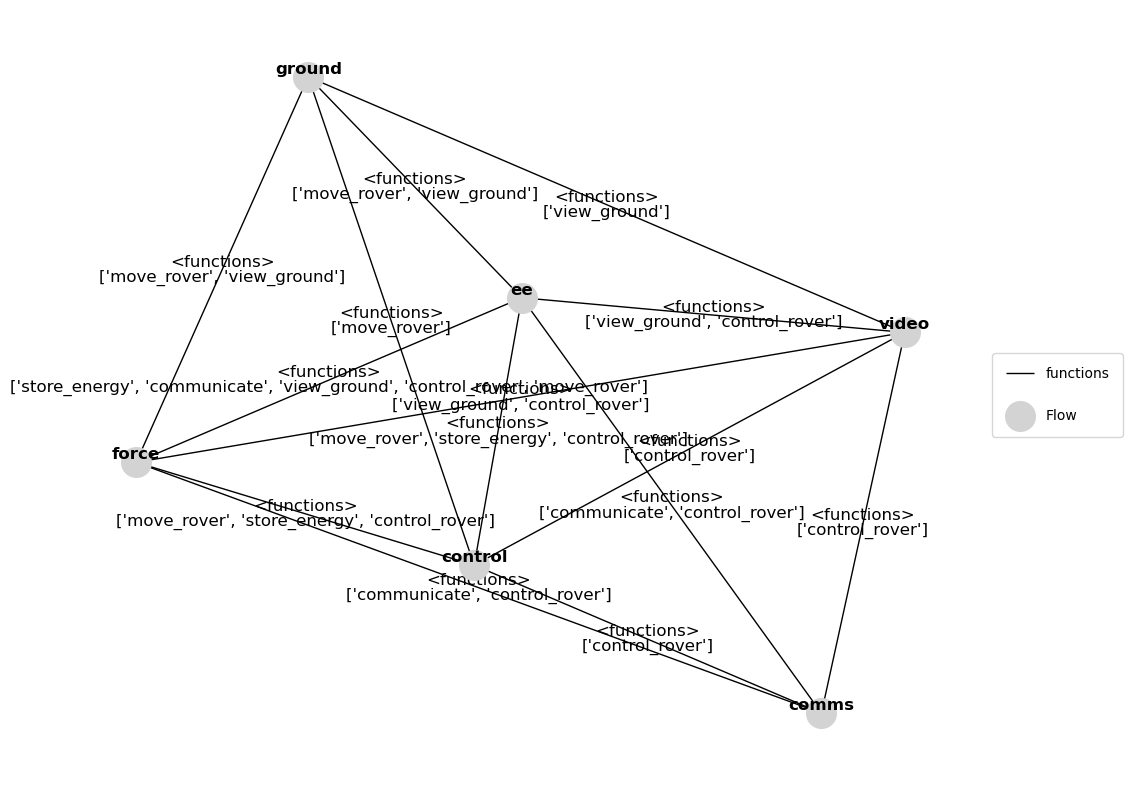 ground
<functions>
['move_rover', 'view_ground']
<functions>
['view_ground']
<functions>
['move_rover', 'view_ground']
ee
<functions>
['move_rover']
<functions>
['view_ground', 'control_rover']
video
<functions>
['store_energy', 'communicate', 'view_ground', 'control_rover', 'move_rover']
<functions>
['view_ground', 'control_rover']
functions
Flow
<functions>
['move_rover', 'store_energy', 'control_rover']
<functions>
['control_rover']
force
<functions>
['move_rover', 'store_energy', 'control_rover']
<functions>
['communicate', 'control_rover']
<functions>
['control_rover']
control
<functions>
['communicate', 'control_rover']
<functions>
['control_rover']
comms